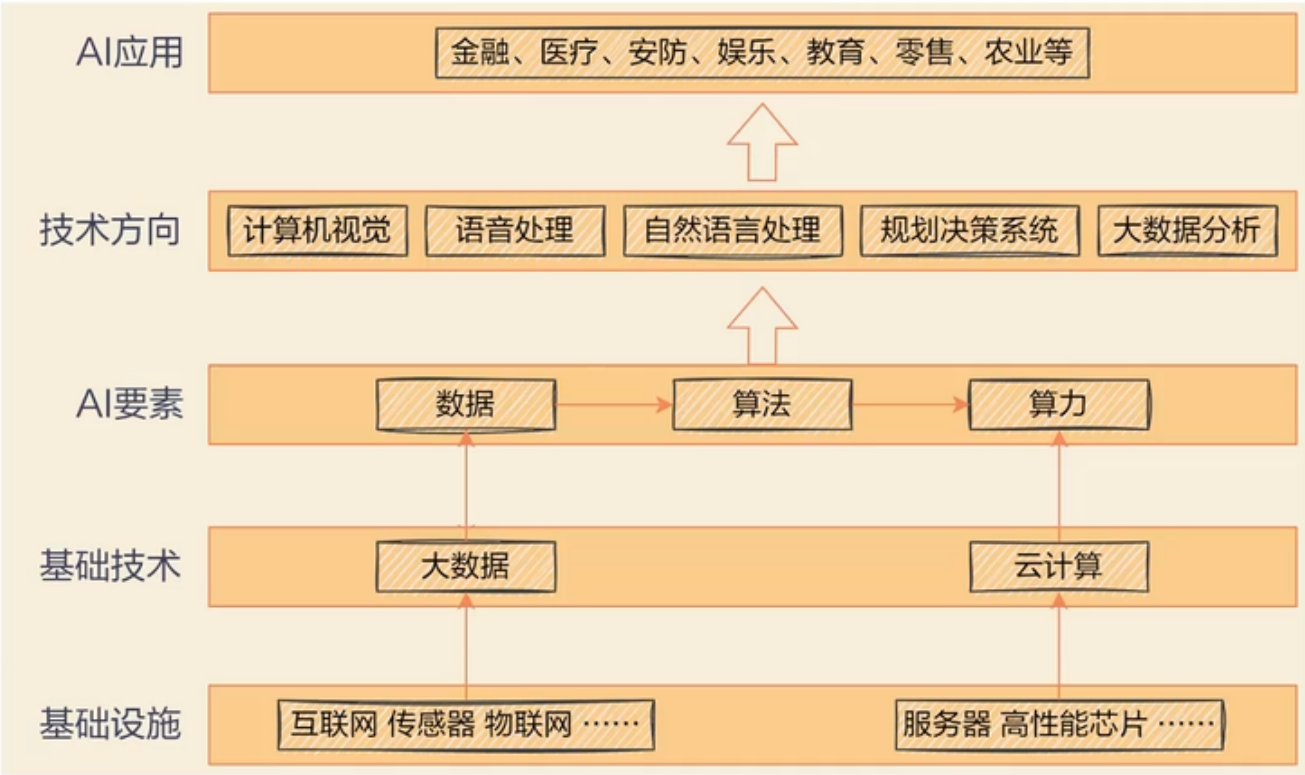 AI应用
金融、医疗、安防、娱乐、教育、零售、农业等
技术方向
计算机视觉 语音处理 自然语言处理 规划决策系统 大数据分析
AI要素
数据 算法 算力
基础技术
大数据 云计算
基础设施
互联网 传感器 物联网 …… 服务器 高性能芯片 ……